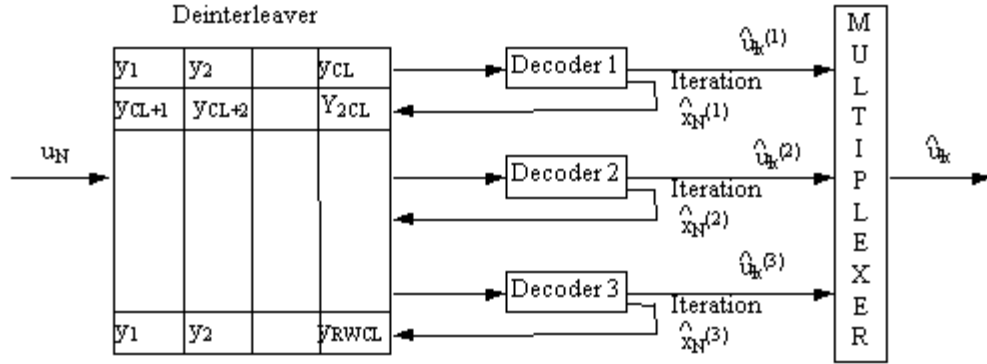 Deinterleaver
y1 y2 yCL
yCL+1 yCL+2 Y2CL
y1 y2 yRWCL
uN
Decoder 1
Iteration
ûk(1)
x̂N(1)
Decoder 2
Iteration
ûk(2)
x̂N(2)
Decoder 3
Iteration
ûk(3)
x̂N(3)
MULTIPLEXER
ûk